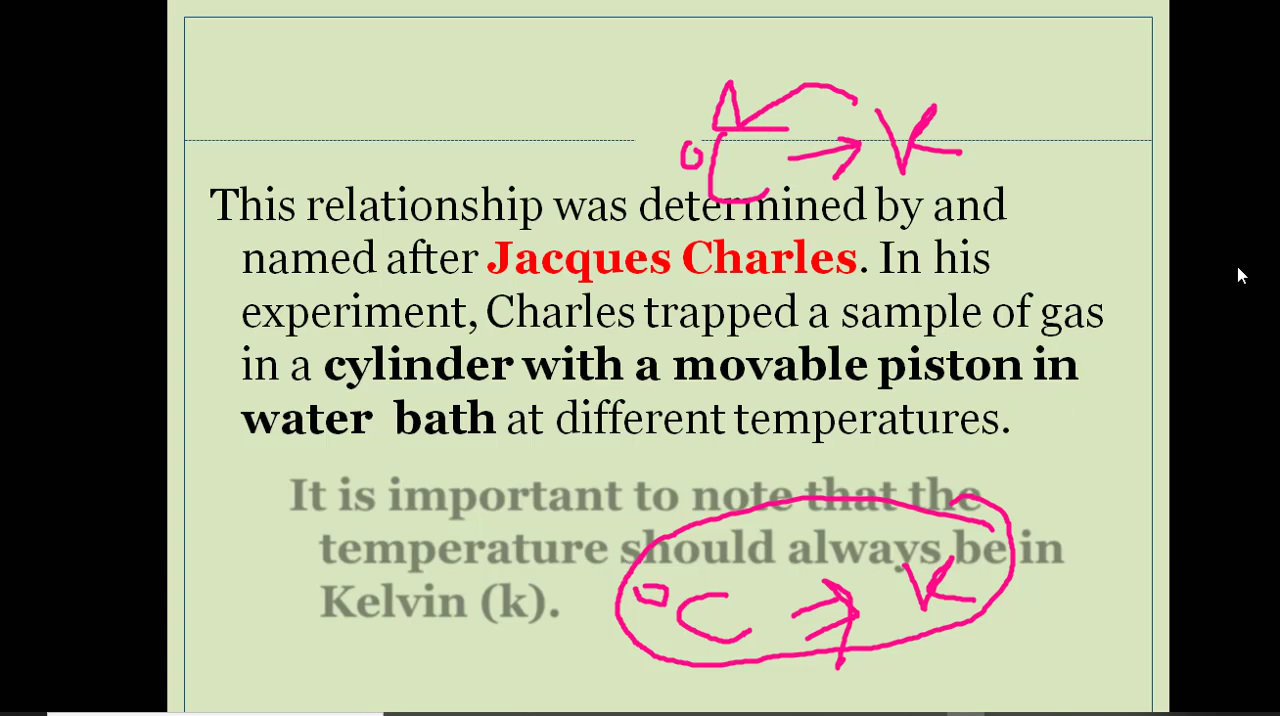 °C → K
This relationship was determined by and
named after Jacques Charles. In his
experiment, Charles trapped a sample of gas
in a cylinder with a movable piston in
water bath at different temperatures.
It is important to note that the
temperature should always be in
Kelvin (k).
°C → K